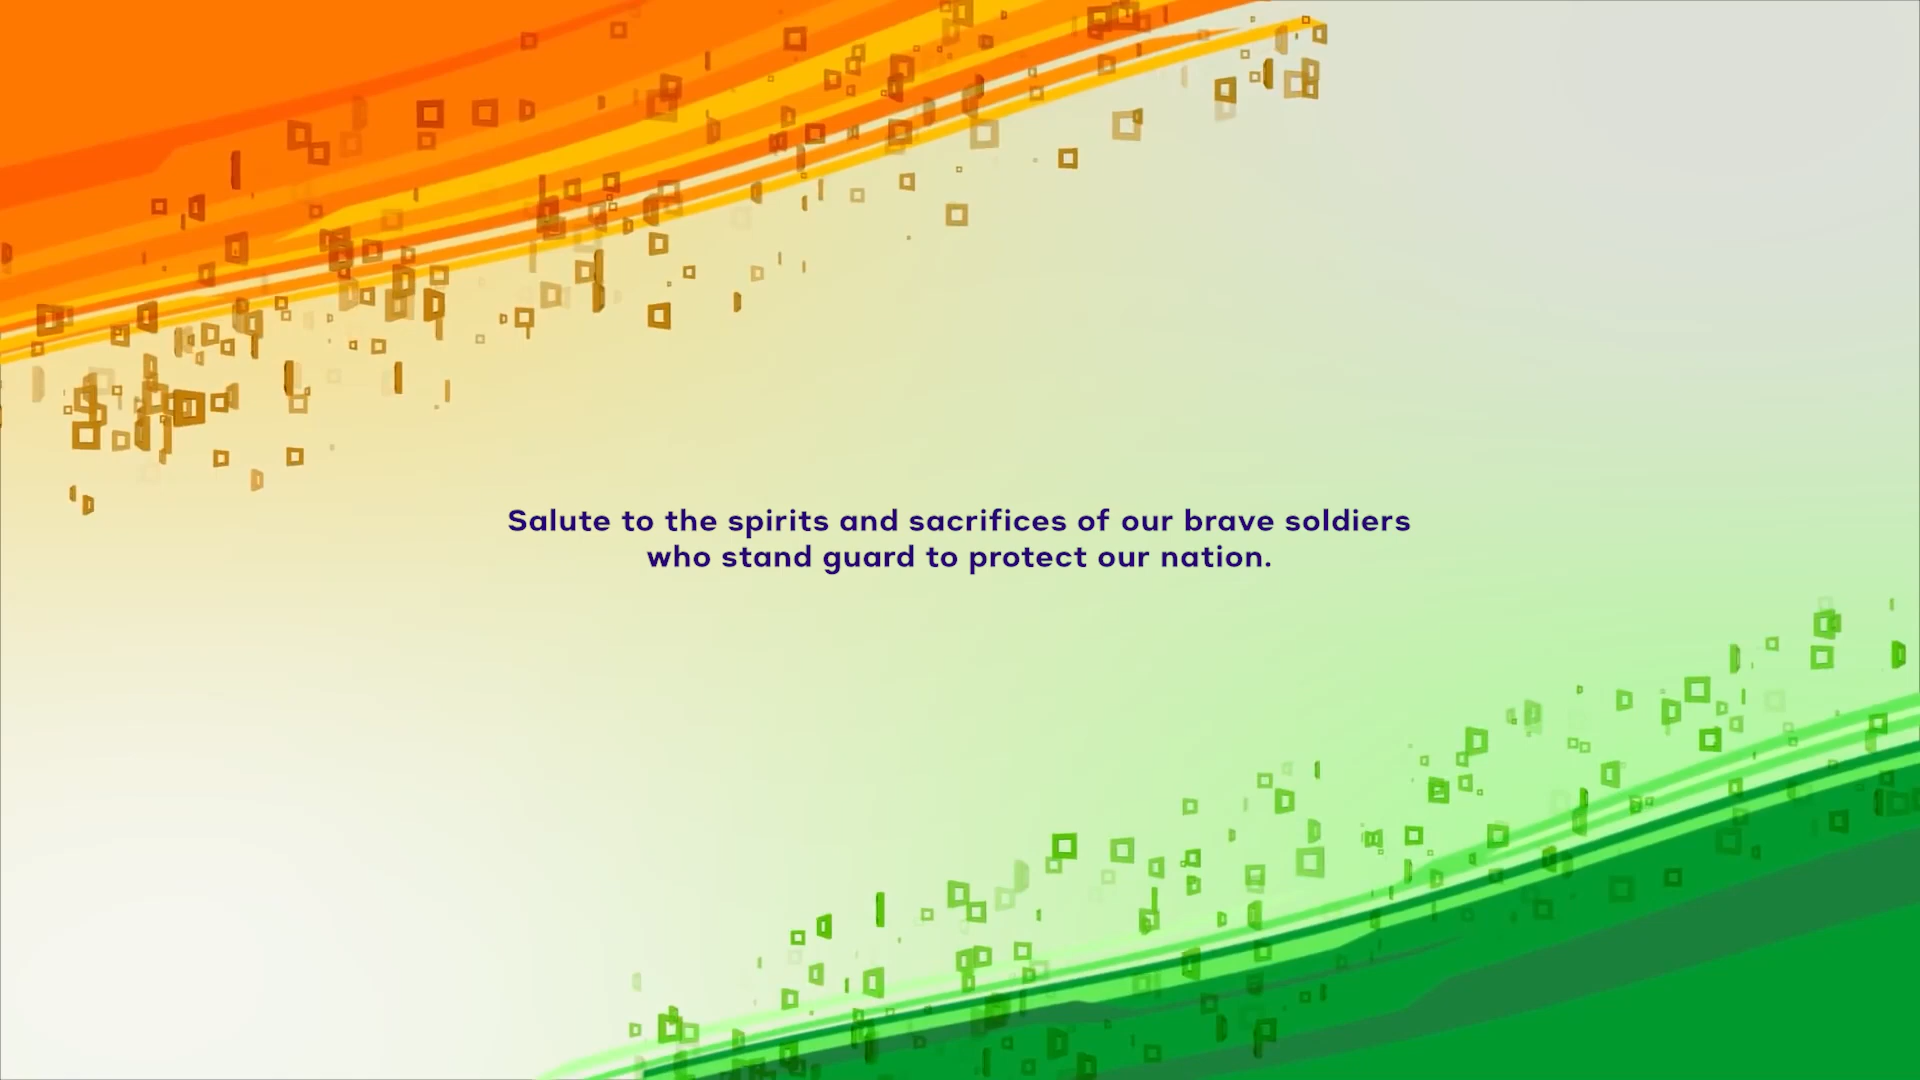 Salute to the spirits and sacrifices of our brave soldiers
who stand guard to protect our nation.